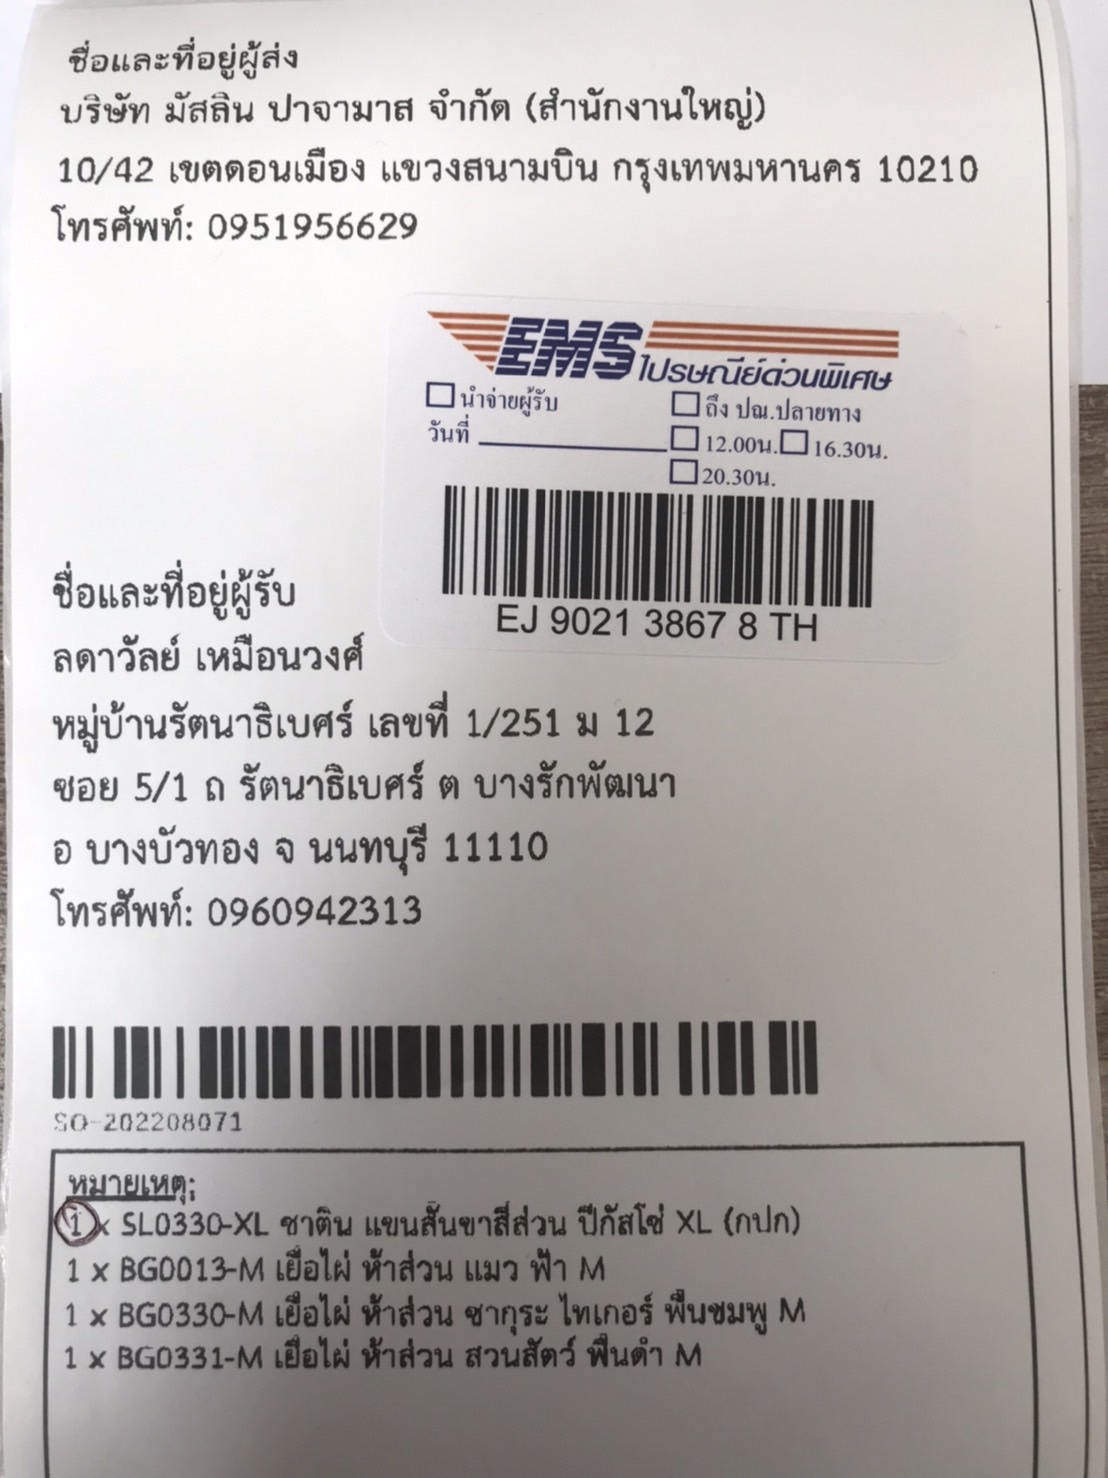 ชื่อและที่อยู่ผู้ส่ง
บริษัท มัสลิน ปาจามาส จำกัด (สำนักงานใหญ่)
10/42 เขตดอนเมือง แขวงสนามบิน กรุงเทพมหานคร 10210
โทรศัพท์: 0951956629
EMS ไปรษณีย์ด่วนพิเศษ
นำจ่ายผู้รับ
ถึง ปณ.ปลายทาง
วันที่
12.00น. 16.30น.
20.30น.
EJ 9021 3867 8 TH
ชื่อและที่อยู่ผู้รับ
ลดาวัลย์ เหมือนวงศ์
หมู่บ้านรัตนาธิเบศร์ เลขที่ 1/251 ม 12
ซอย 5/1 ถ รัตนาธิเบศร์ ต บางรักพัฒนา
อ บางบัวทอง จ นนทบุรี 11110
โทรศัพท์: 0960942313
SO-202208071
หมายเหตุ:
1 x SL0330-XL ซาติน แขนสั้นขาสี่ส่วน ปีกัสโซ่ XL (กปก)
1 x BG0013-M เยื่อไผ่ ห้าส่วน แมว ฟ้า M
1 x BG0330-M เยื่อไผ่ ห้าส่วน ซากุระ ไทเกอร์ พื้นชมพู M
1 x BG0331-M เยื่อไผ่ ห้าส่วน สวนสัตว์ พื้นดำ M